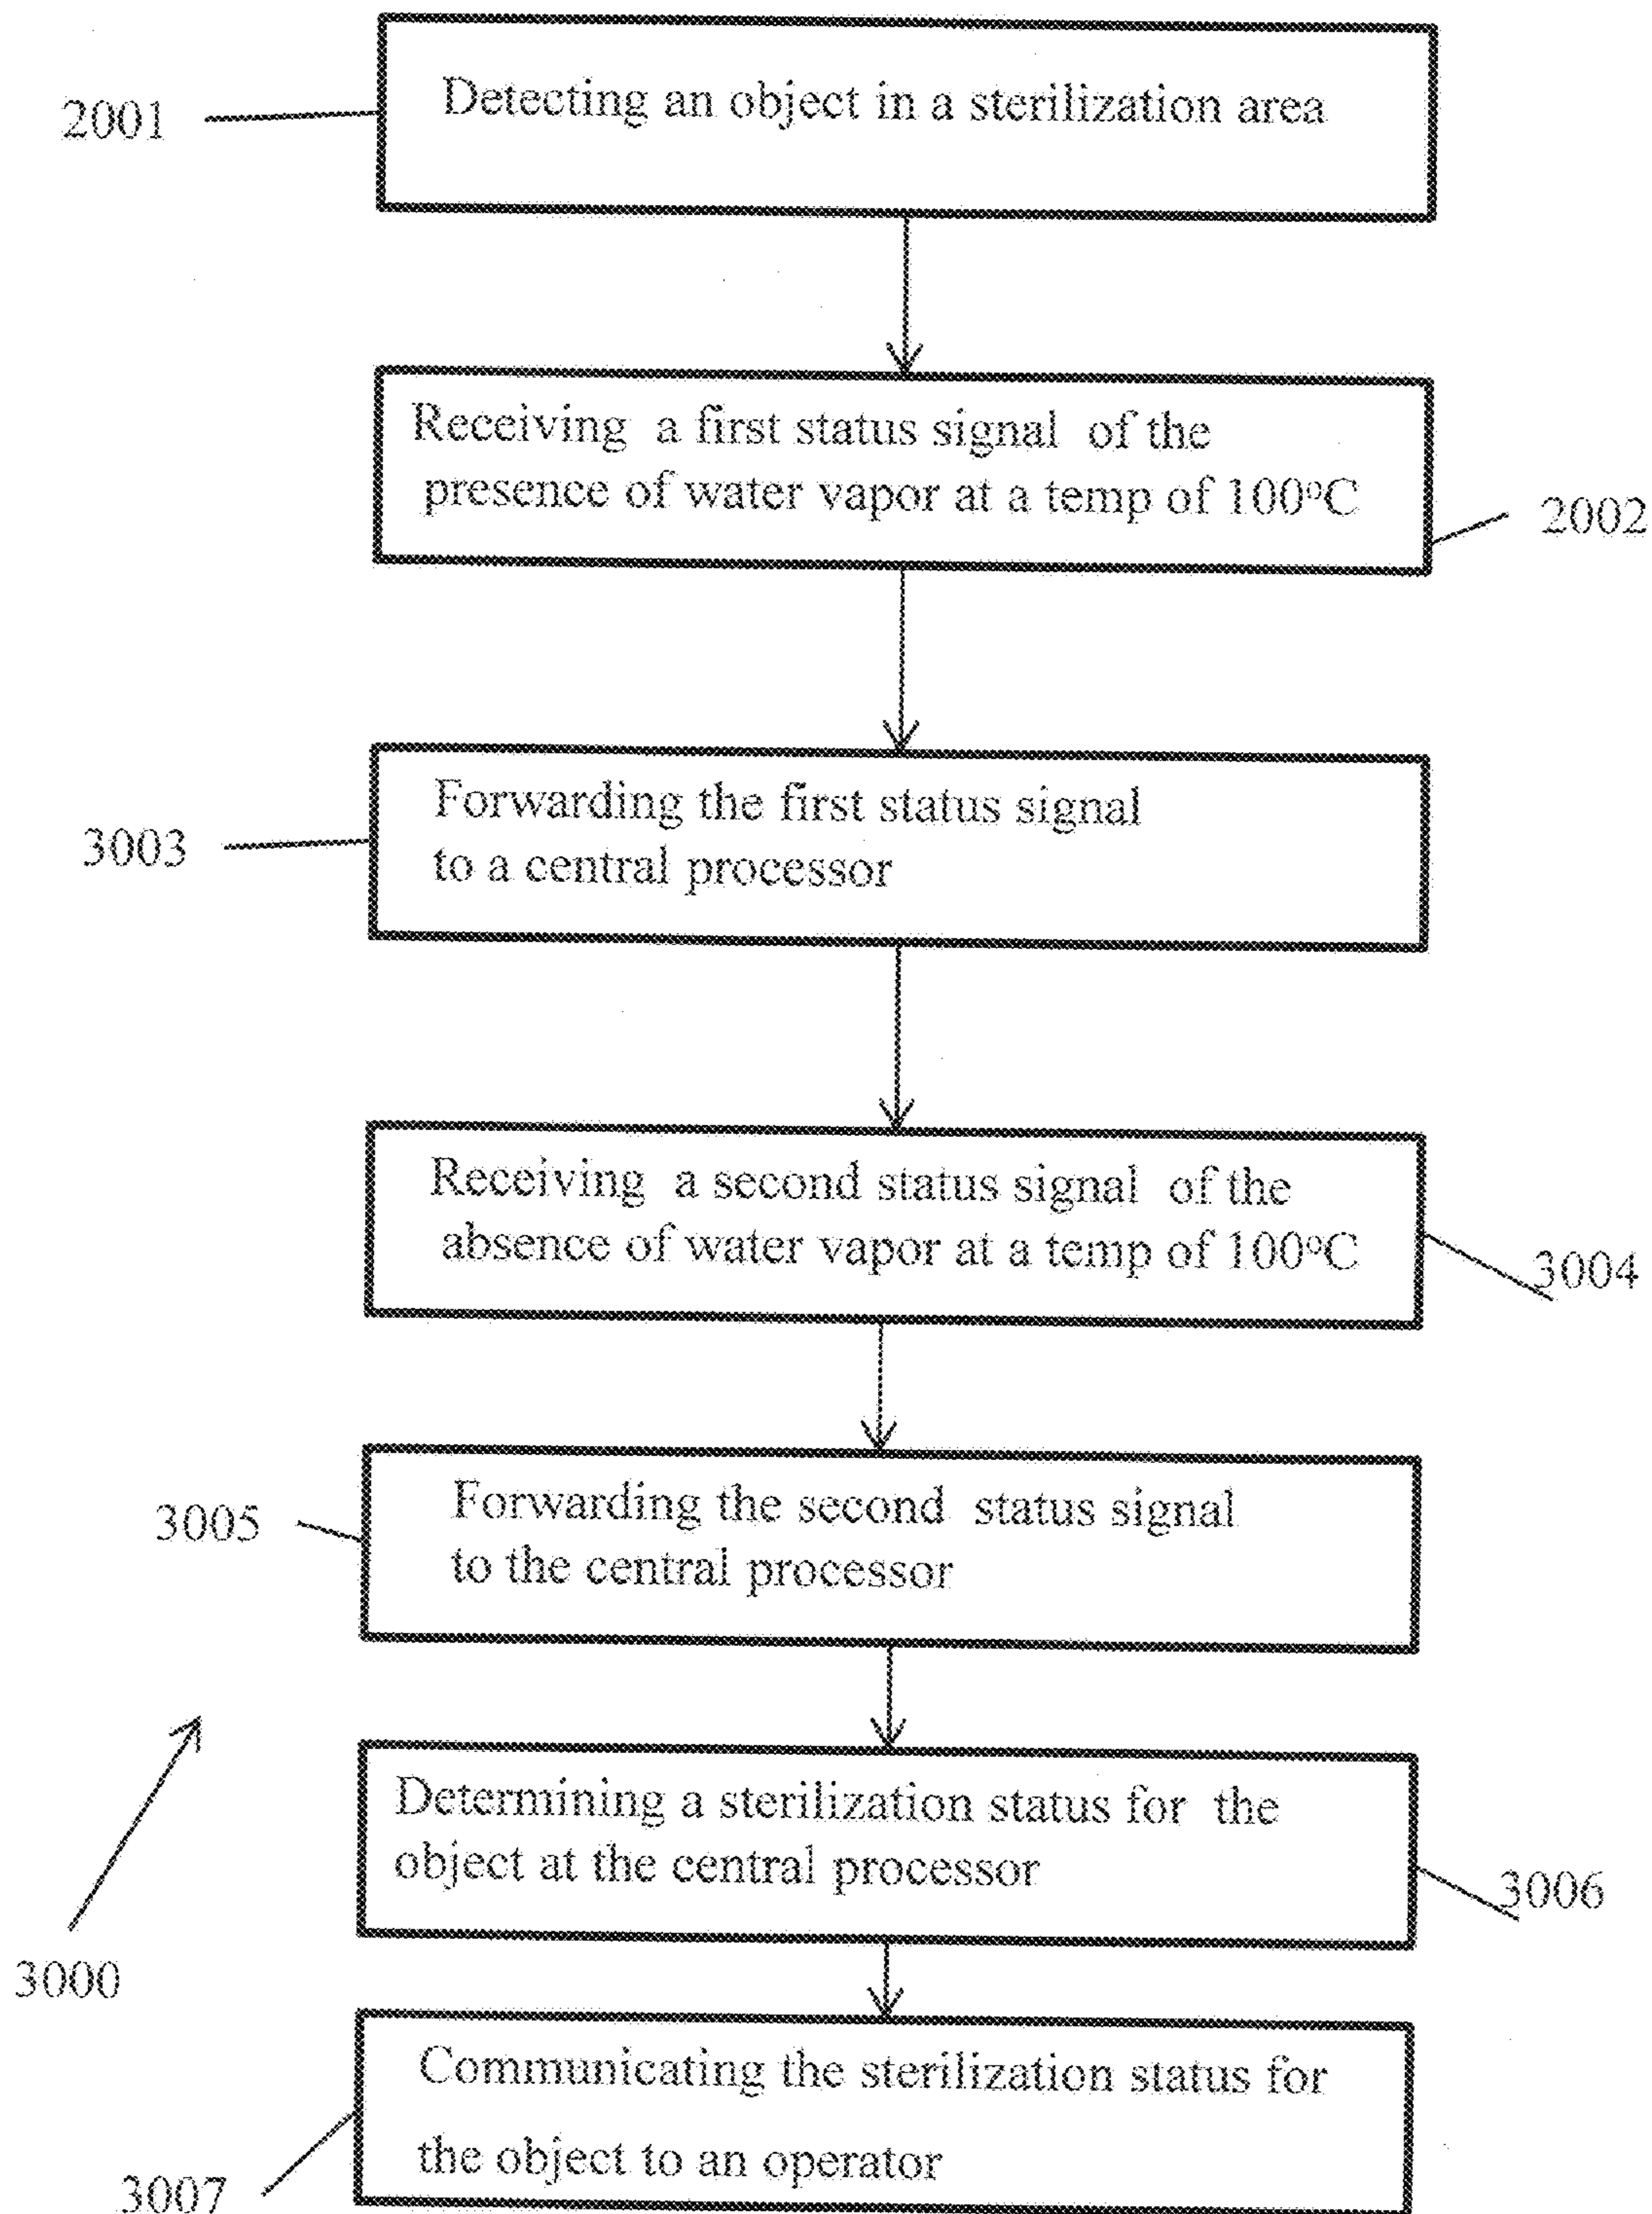 Detecting an object in a sterilization area
2001
Receiving a first status signal of the
presence of water vapor at a temp of 100ºC
2002
Forwarding the first status signal
to a central processor
3003
Receiving a second status signal of the
absence of water vapor at a temp of 100ºC
3004
Forwarding the second status signal
to the central processor
3005
Determining a sterilization status for the
object at the central processor
3006
3000
Communicating the sterilization status for
the object to an operator
3007